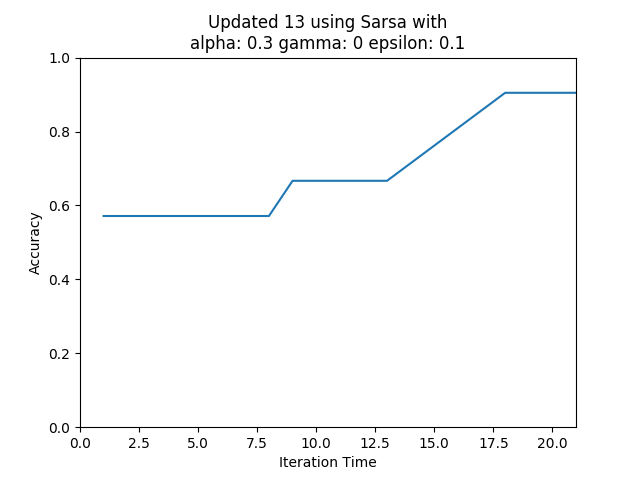 Updated 13 using Sarsa with
alpha: 0.3 gamma: 0 epsilon: 0.1
1.0
0.8
0.6
0.4
0.2
0.0
Accuracy
0.0 2.5 5.0 7.5 10.0 12.5 15.0 17.5 20.0
Iteration Time